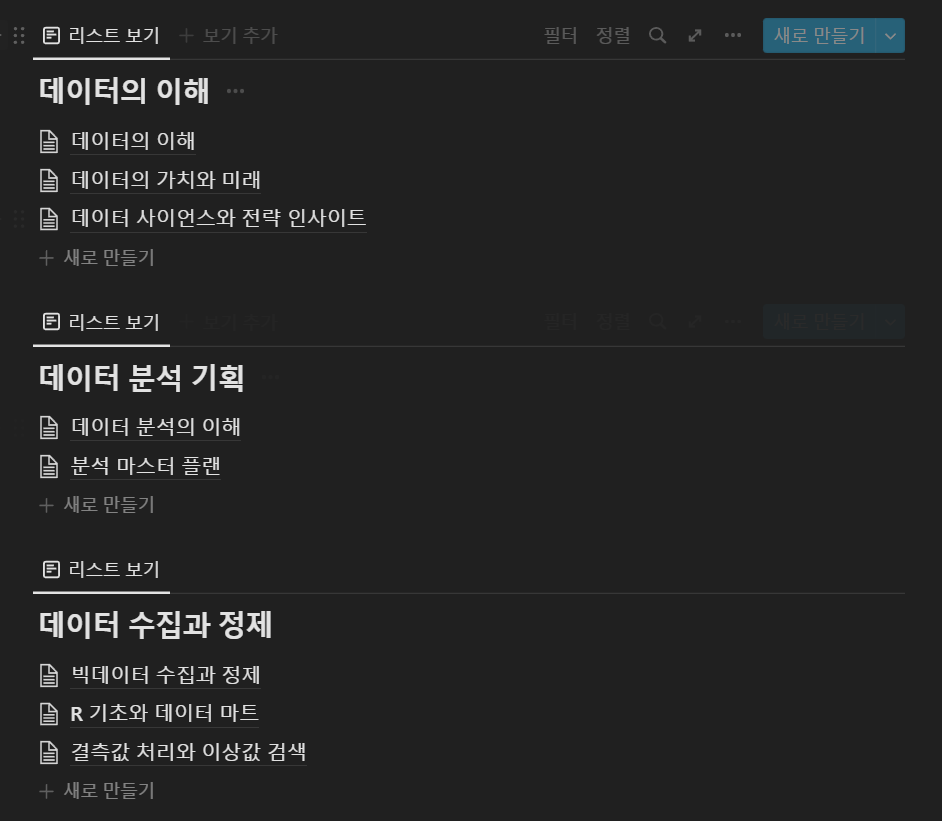 리스트 보기 보기 추가 필터 정렬 새로 만들기
데이터의 이해
데이터의 이해
데이터의 가치와 미래
데이터 사이언스와 전략 인사이트
새로 만들기
리스트 보기 보기 추가 필터 정렬 새로 만들기
데이터 분석 기획
데이터 분석의 이해
분석 마스터 플랜
새로 만들기
리스트 보기
데이터 수집과 정제
빅데이터 수집과 정제
R 기초와 데이터 마트
결측값 처리와 이상값 검색
새로 만들기